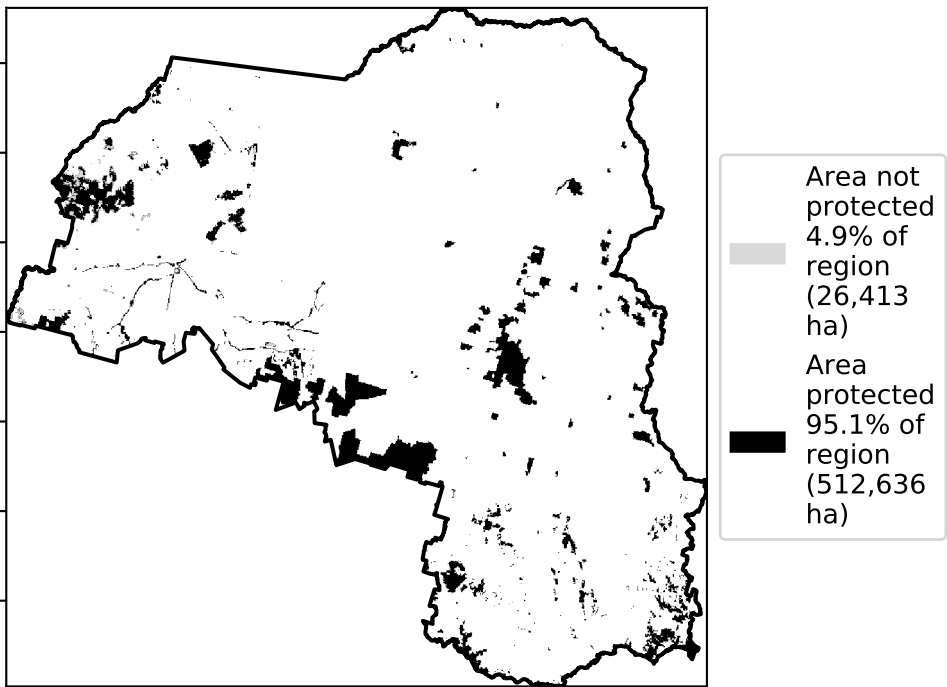 Area not
protected
4.9% of
region
(26,413
ha)
Area
protected
95.1% of
region
(512,636
ha)